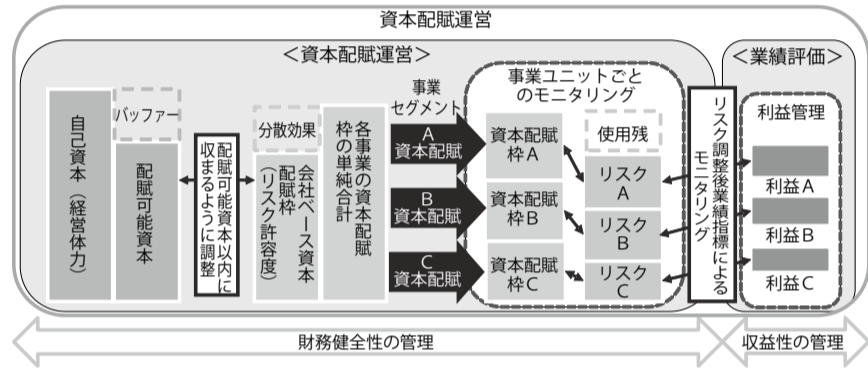 資本配賦運営
＜資本配賦運営＞
＜業績評価＞
自己資本（経営体力）
バッファー
配賦可能資本
配賦可能資本以内に
収まるように調整
分散効果
会社ベース資本
配賦枠
（リスク許容度）
各事業の資本配賦
枠の単純合計
事業
セグメント
A
資本配賦
B
資本配賦
C
資本配賦
事業ユニットごと
のモニタリング
資本配賦
枠A
資本配賦
枠B
資本配賦
枠C
使用残
リスク
A
リスク
B
リスク
C
リスク調整後業績指標による
モニタリング
利益管理
利益A
利益B
利益C
財務健全性の管理
収益性の管理